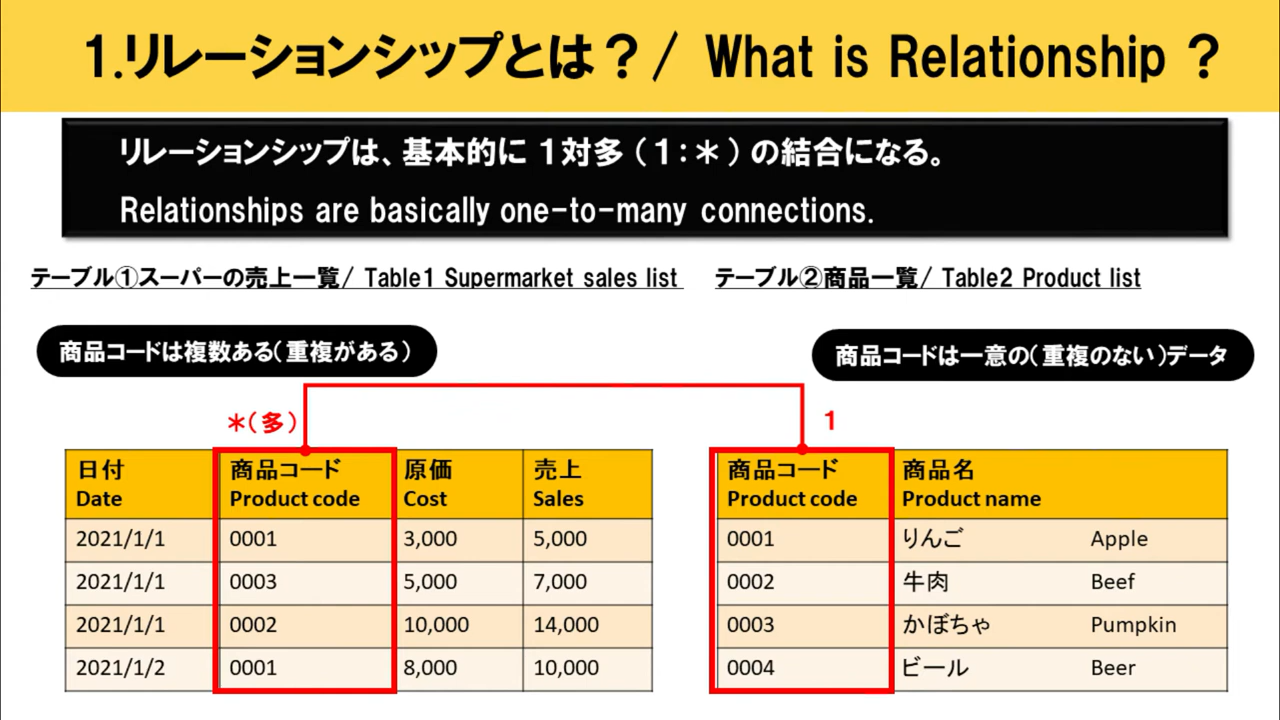 1.リレーションシップとは？/ What is Relationship ?
リレーションシップは、基本的に１対多（１：＊）の結合になる。
Relationships are basically one-to-many connections.
テーブル①スーパーの売上一覧/ Table1 Supermarket sales list
テーブル②商品一覧/ Table2 Product list
商品コードは複数ある(重複がある)
商品コードは一意の(重複のない)データ
＊(多)
1
日付 商品コード 原価 売上
Date Product code Cost Sales
2021/1/1 0001 3,000 5,000
2021/1/1 0003 5,000 7,000
2021/1/1 0002 10,000 14,000
2021/1/2 0001 8,000 10,000
商品コード 商品名
Product code Product name
0001 りんご Apple
0002 牛肉 Beef
0003 かぼちゃ Pumpkin
0004 ビール Beer